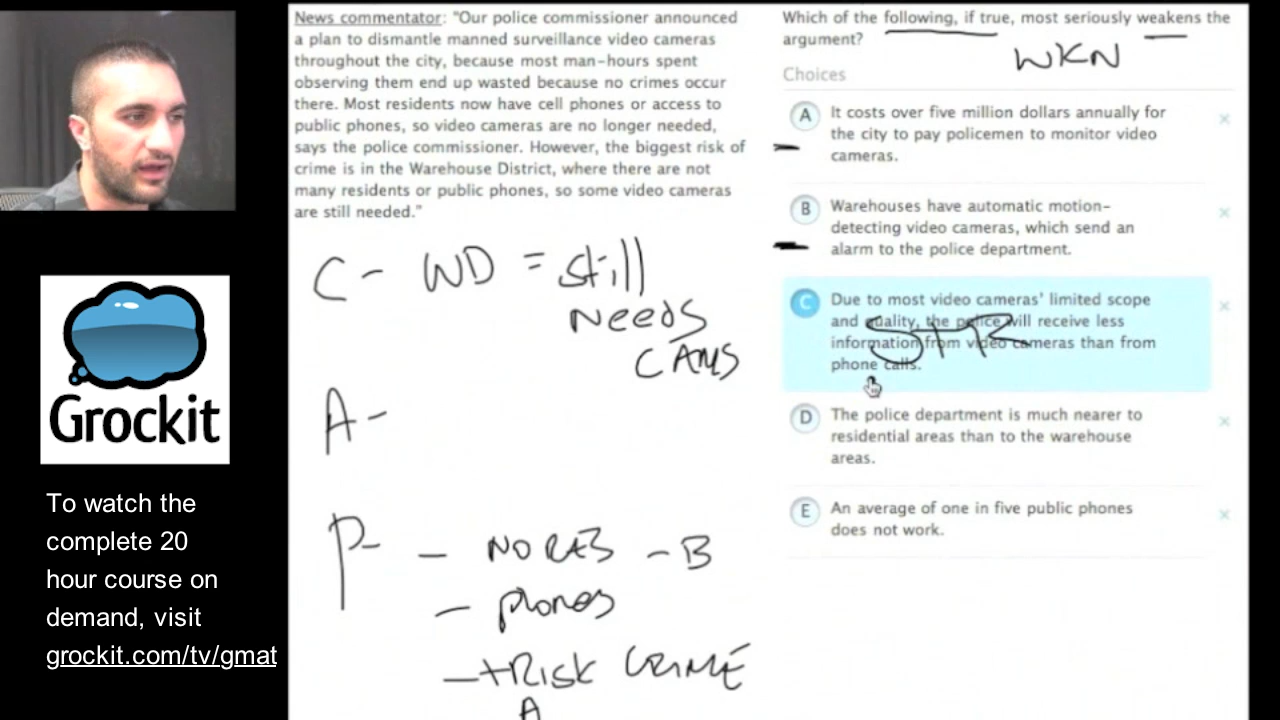 News commentator: "Our police commissioner announced
a plan to dismantle manned surveillance video cameras
throughout the city, because most man-hours spent
observing them end up wasted because no crimes occur
there. Most residents now have cell phones or access to
public phones, so video cameras are no longer needed,
says the police commissioner. However, the biggest risk of
crime is in the Warehouse District, where there are not
many residents or public phones, so some video cameras
are still needed."
C - WD = still
Needs
CAMS
A -
P - - NO RES - B
- phones
- + RISK CRIME
A
Which of the following, if true, most seriously weakens the
argument?
WKN
Choices
A It costs over five million dollars annually for
the city to pay policemen to monitor video
cameras.
B Warehouses have automatic motion-
detecting video cameras, which send an
alarm to the police department.
C Due to most video cameras' limited scope
and quality, the police will receive less
information from video cameras than from
phone calls.
STR
D The police department is much nearer to
residential areas than to the warehouse
areas.
E An average of one in five public phones
does not work.
Grockit
To watch the
complete 20
hour course on
demand, visit
grockit.com/tv/gmat